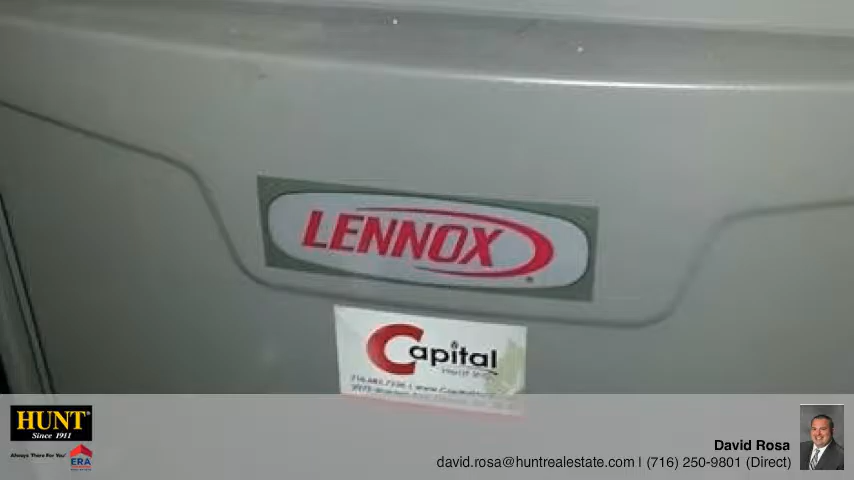 LENNOX
Capital
HUNT
Since 1911
Always There For You
ERA
David Rosa
david.rosa@huntrealestate.com | (716) 250-9801 (Direct)